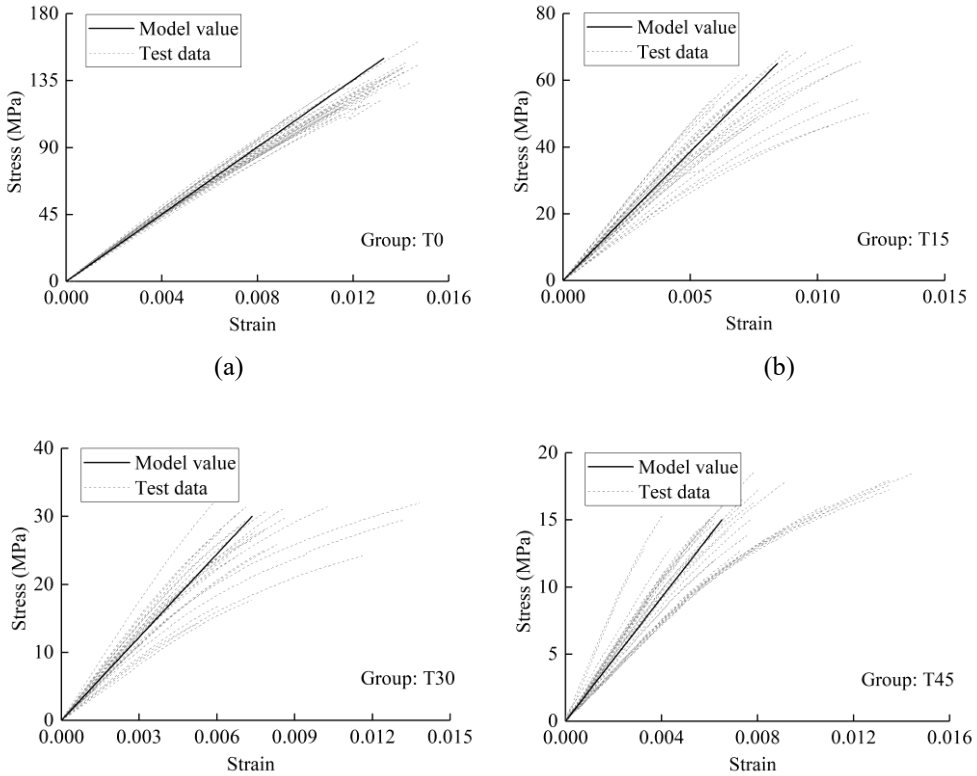 180
135
90
45
0
Stress (MPa)
Model value
Test data
Group: T0
0.000 0.004 0.008 0.012 0.016
Strain
(a)
80
60
40
20
0
Stress (MPa)
Model value
Test data
Group: T15
0.000 0.005 0.010 0.015
Strain
(b)
40
30
20
10
0
Stress (MPa)
Model value
Test data
Group: T30
0.000 0.003 0.006 0.009 0.012 0.015
Strain
20
15
10
5
0
Stress (MPa)
Model value
Test data
Group: T45
0.000 0.004 0.008 0.012 0.016
Strain